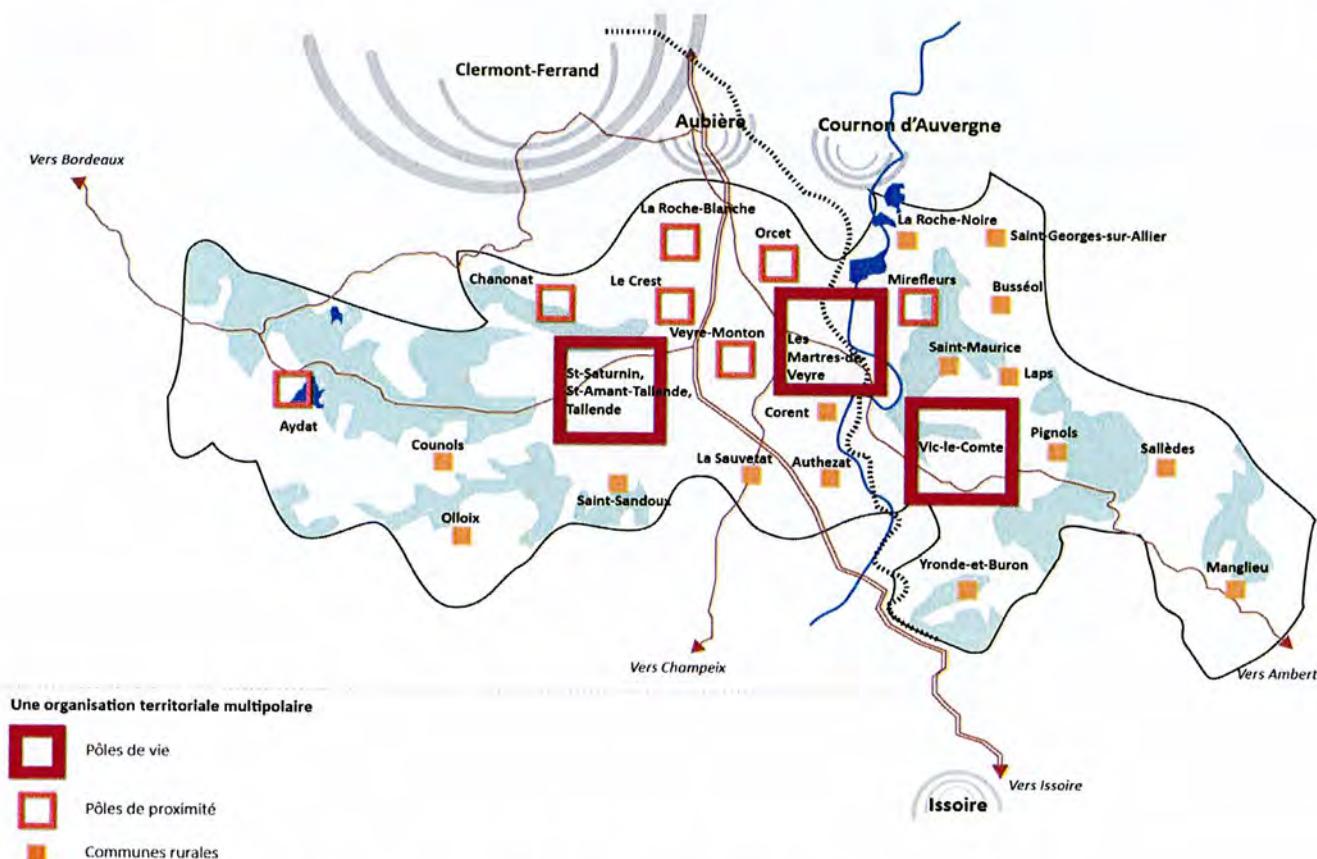 Clermont-Ferrand
Aubière
Cournon d'Auvergne
Vers Bordeaux
La Roche-Blanche
Orcet
La Roche-Noire
Saint-Georges-sur-Allier
Chanonat
Le Crest
Mirefleurs
Busséol
Veyre-Monton
Les
Martres-de-
Veyre
Saint-Maurice
Laps
St-Saturnin,
St-Amant-Tallende,
Tallende
Aydat
Corent
Counols
La Sauvetat
Authezat
Vic-le-Comte
Pignols
Sallèdes
Saint-Sandoux
Olloix
Yronde-et-Buron
Manglieu
Vers Champeix
Vers Ambert
Vers Issoire
Issoire
Une organisation territoriale multipolaire
Pôles de vie
Pôles de proximité
Communes rurales